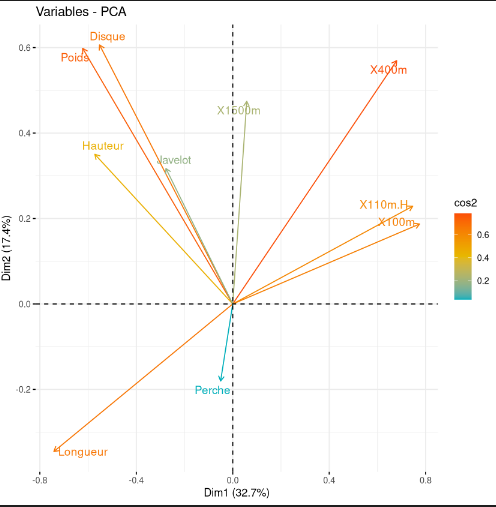 Variables - PCA
Disque
Poids
X400m
X1500m
Hauteur
Javelot
X110m.H
X100m
Perche
Longueur
0.6
0.4
0.2
0.0
-0.2
-0.8
-0.4
0.0
0.4
0.8
Dim1 (32.7%)
Dim2 (17.4%)
cos2
0.6
0.4
0.2